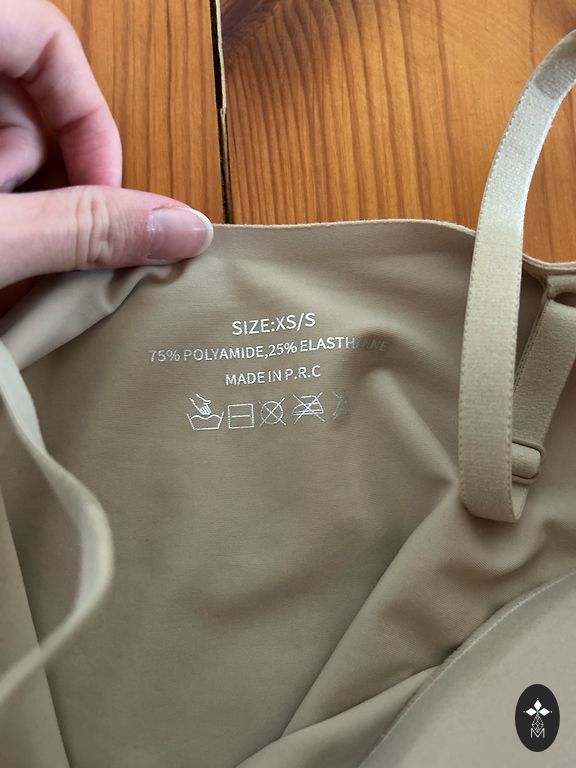 SIZE:XS/S
75% POLYAMIDE,25% ELASTHANE
MADE IN P.R.C
M